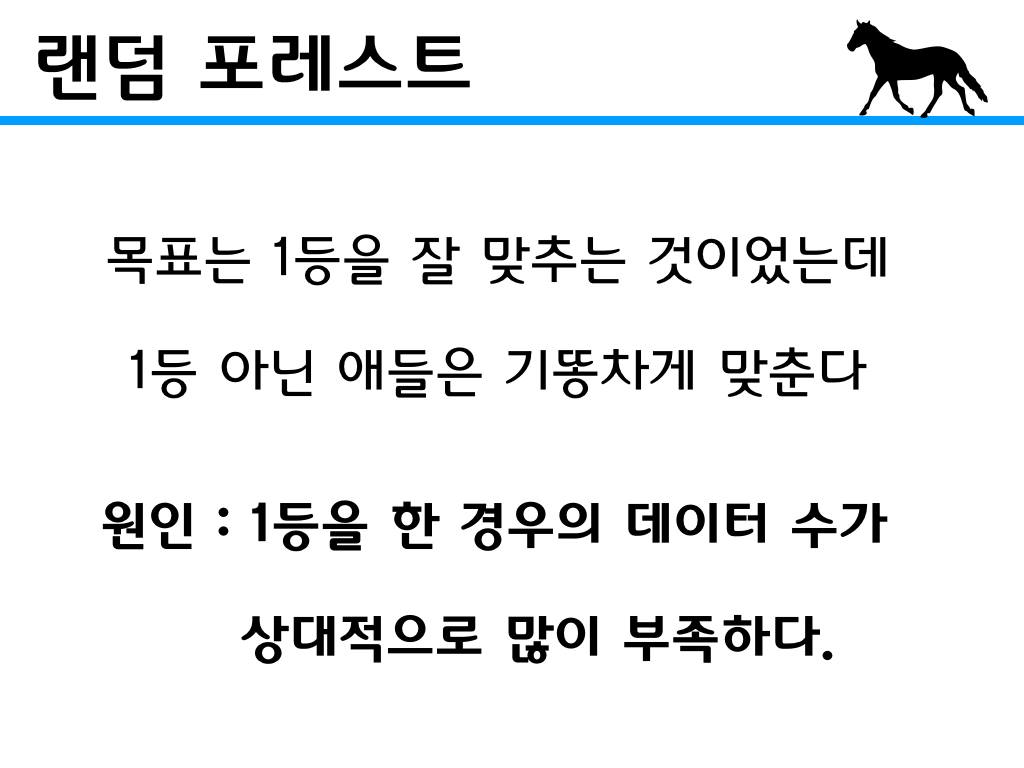 랜덤 포레스트
목표는 1등을 잘 맞추는 것이었는데
1등 아닌 애들은 기똥차게 맞춘다
원인 : 1등을 한 경우의 데이터 수가
상대적으로 많이 부족하다.